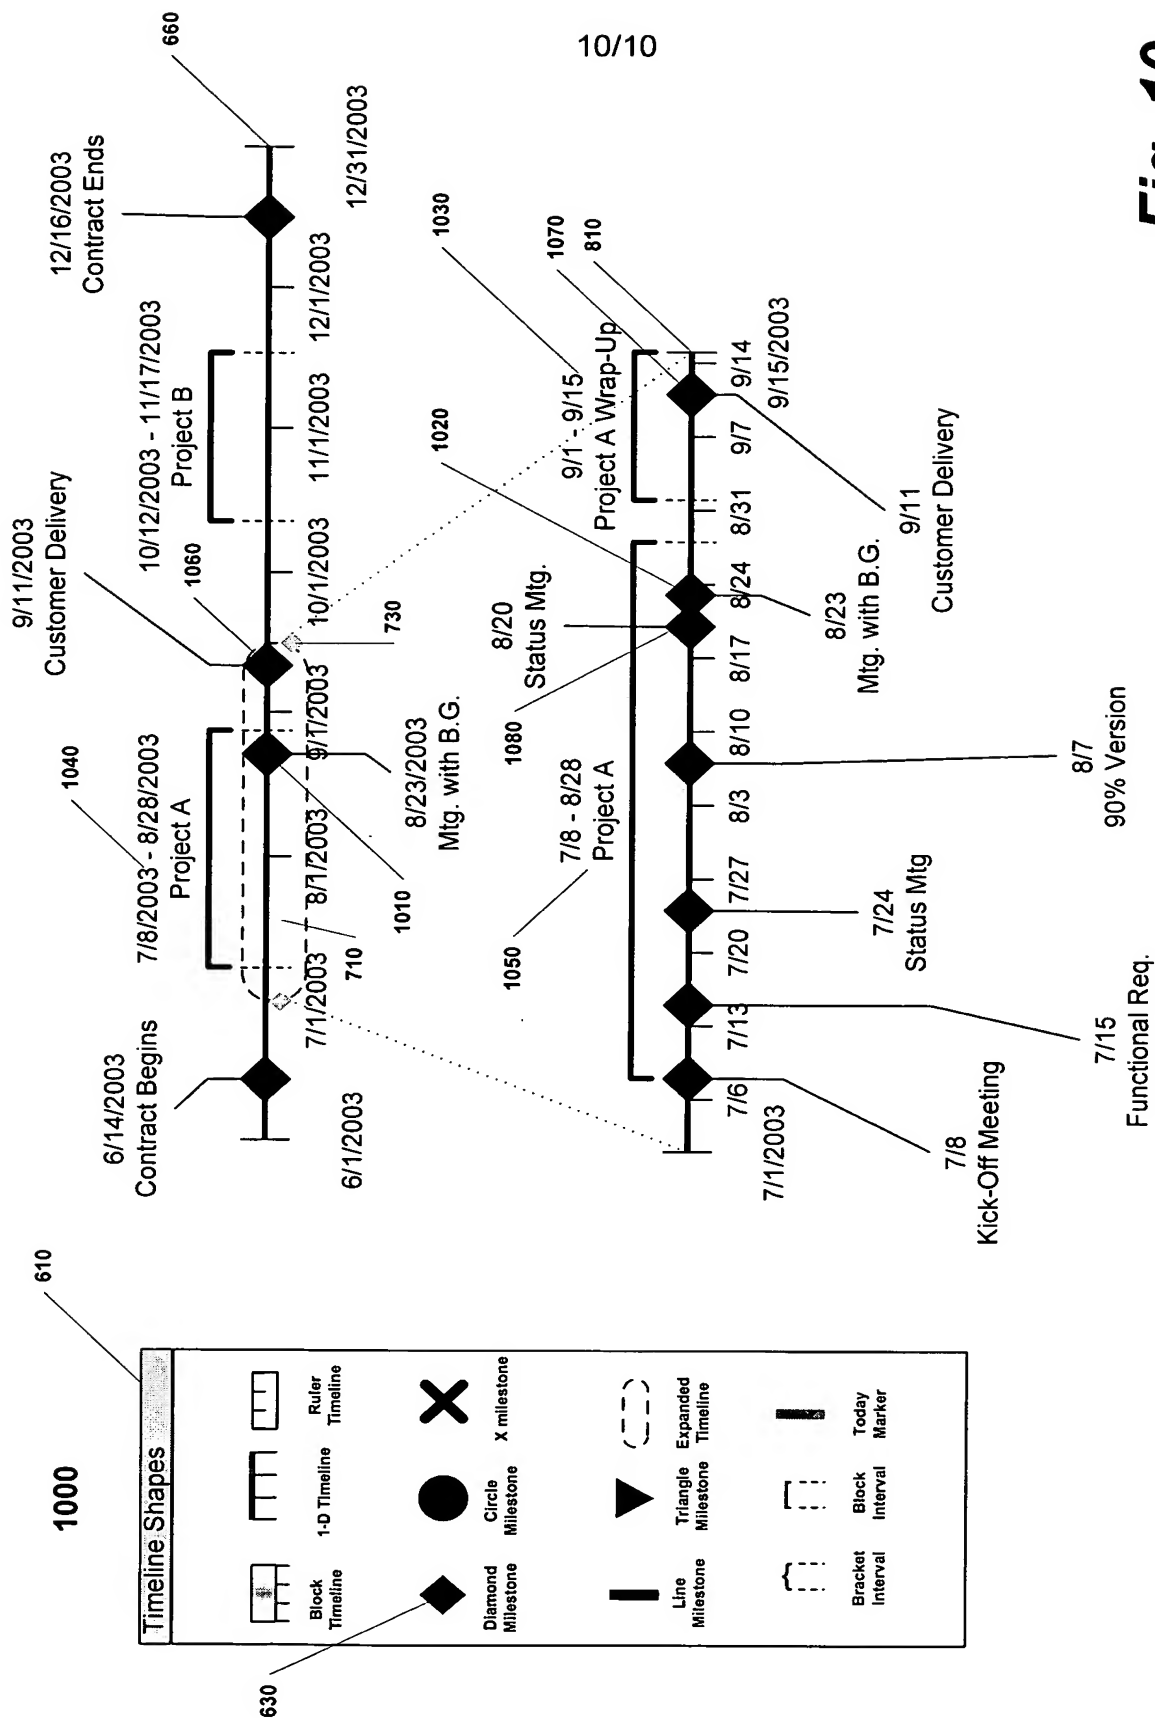 10/10
1000
610
Timeline Shapes
Block
Timeline
1-D Timeline
Ruler
Timeline
Diamond
Milestone
Circle
Milestone
X milestone
Line
Milestone
Triangle
Milestone
Expanded
Timeline
Bracket
Interval
Block
Interval
Today
Marker
630
6/14/2003
Contract Begins
1040
7/8/2003 - 8/28/2003
Project A
9/11/2003
Customer Delivery
1060
10/12/2003 - 11/17/2003
Project B
12/16/2003
Contract Ends
660
6/1/2003
7/1/2003
8/1/2003
9/1/2003
10/1/2003
11/1/2003
12/1/2003
12/31/2003
710
1010
730
8/23/2003
Mtg. with B.G.
1050
7/8 - 8/28
Project A
1080
8/20
Status Mtg.
1020
9/1 - 9/15
Project A Wrap-Up
1030
1070
810
7/1/2003
7/6
7/13
7/20
7/27
8/3
8/10
8/17
8/24
8/31
9/7
9/14
9/15/2003
7/8
Kick-Off Meeting
7/15
Functional Req.
7/24
Status Mtg
8/7
90% Version
8/23
Mtg. with B.G.
9/11
Customer Delivery
Fig. 10